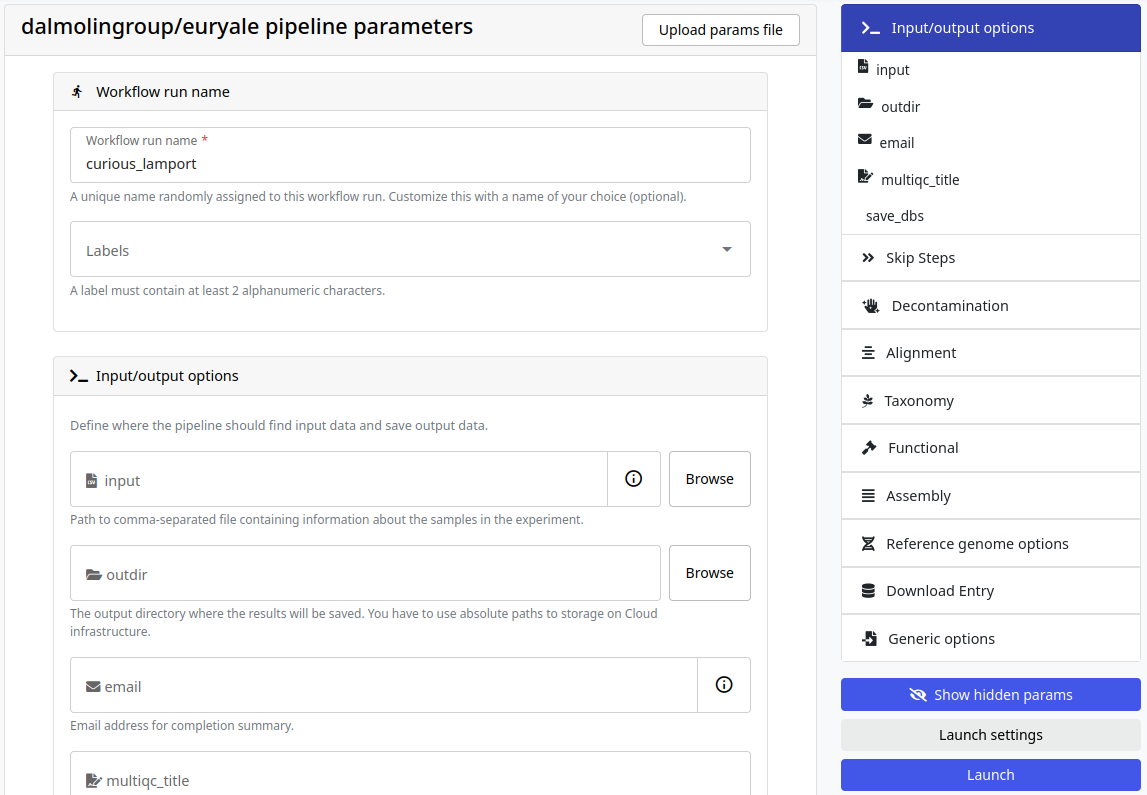 dalmolingroup/euryale pipeline parameters
Upload params file
Workflow run name
Workflow run name *
curious_lamport
A unique name randomly assigned to this workflow run. Customize this with a name of your choice (optional).
Labels
A label must contain at least 2 alphanumeric characters.
Input/output options
Define where the pipeline should find input data and save output data.
input
Browse
Path to comma-separated file containing information about the samples in the experiment.
outdir
Browse
The output directory where the results will be saved. You have to use absolute paths to storage on Cloud
infrastructure.
email
Email address for completion summary.
multiqc_title
Input/output options
input
outdir
email
multiqc_title
save_dbs
Skip Steps
Decontamination
Alignment
Taxonomy
Functional
Assembly
Reference genome options
Download Entry
Generic options
Show hidden params
Launch settings
Launch